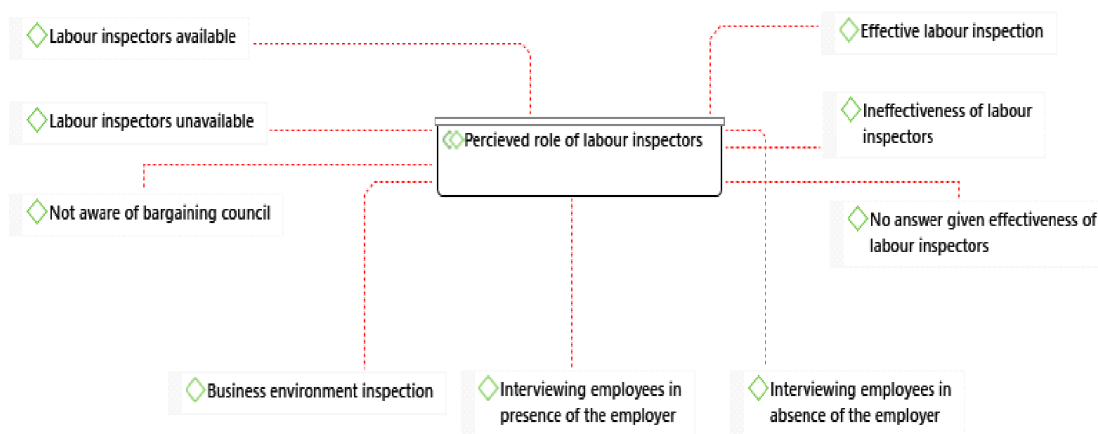 Labour inspectors available
Effective labour inspection
Labour inspectors unavailable
Ineffectiveness of labour
inspectors
Percieved role of labour inspectors
Not aware of bargaining council
No answer given effectiveness of
labour inspectors
Business environment inspection
Interviewing employees in
presence of the employer
Interviewing employees in
absence of the employer